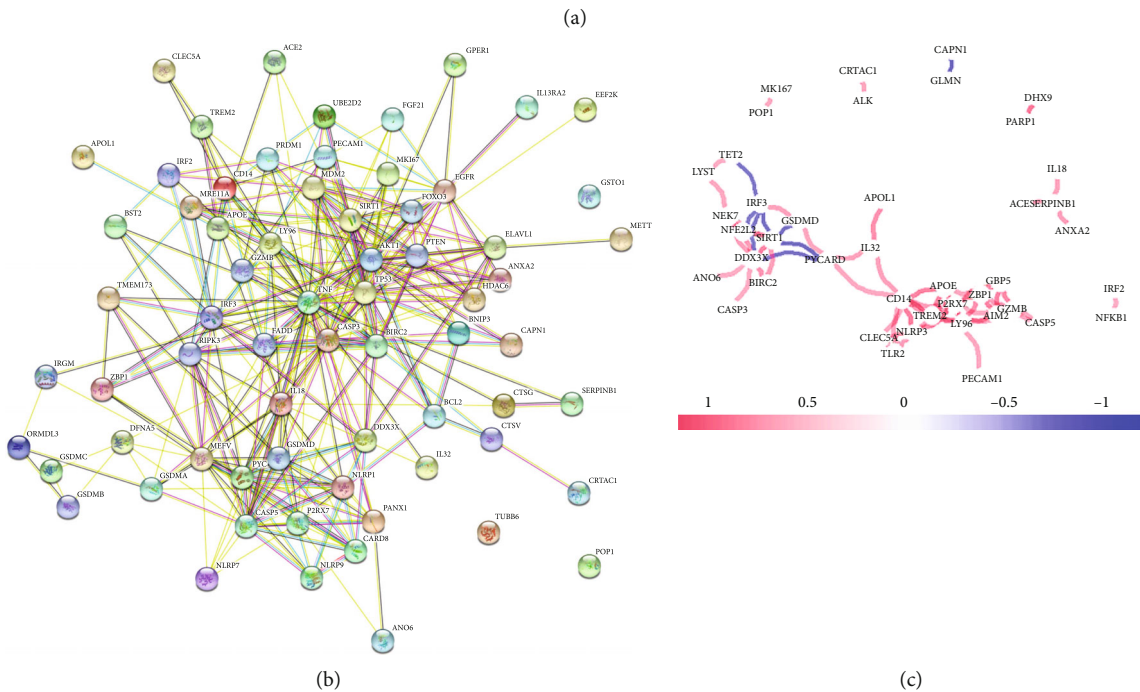 (a)
CLEC5A
ACE2
GPER1
IL13RA2
EEF2K
UBE2D2
FGF21
TREM2
APOL1
PRDM1
PECAM1
IRF2
MKI67
CD14
MDM2
EGFR
GSTO1
MRE11A
SIRT1
FOXO3
BST2
APOE
LY96
ELAVL1
METT
AKT1
PTEN
GZMB
ANXA2
TP53
HDAC6
TMEM173
TNF
IRF3
BNIP3
FADD
CASP3
BIRC2
CAPN1
RIPK3
IRGM
ZBP1
IL18
CTSG
SERPINB1
BCL2
ORMDL3
DFNA5
DDX3X
CTSV
MEFV
GSDMD
IL32
GSDMC
PYC
GSDMA
NLRP1
CRTAC1
GSDMB
CASP5
P2RX7
PANX1
TUBB6
CARD8
POP1
NLRP7
NLRP9
ANO6
(b)
CAPN1
GLMN
CRTAC1
ALK
MK167
POP1
DHX9
PARP1
TET2
LYST
IL18
IRF3
APOL1
ACESERPINB1
NEK7
GSDMD
NFE2L2
SIRT1
ANXA2
DDX3X
PYCARD
IL32
ANO6
BIRC2
CASP3
CD14
APOE
GBP5
ZBP1
IRF2
P2RX7
GZMB
TREM2
AIM2
NFKB1
LY96
CASP5
CLEC5A
NLRP3
TLR2
PECAM1
1
0.5
0
−0.5
−1
(c)